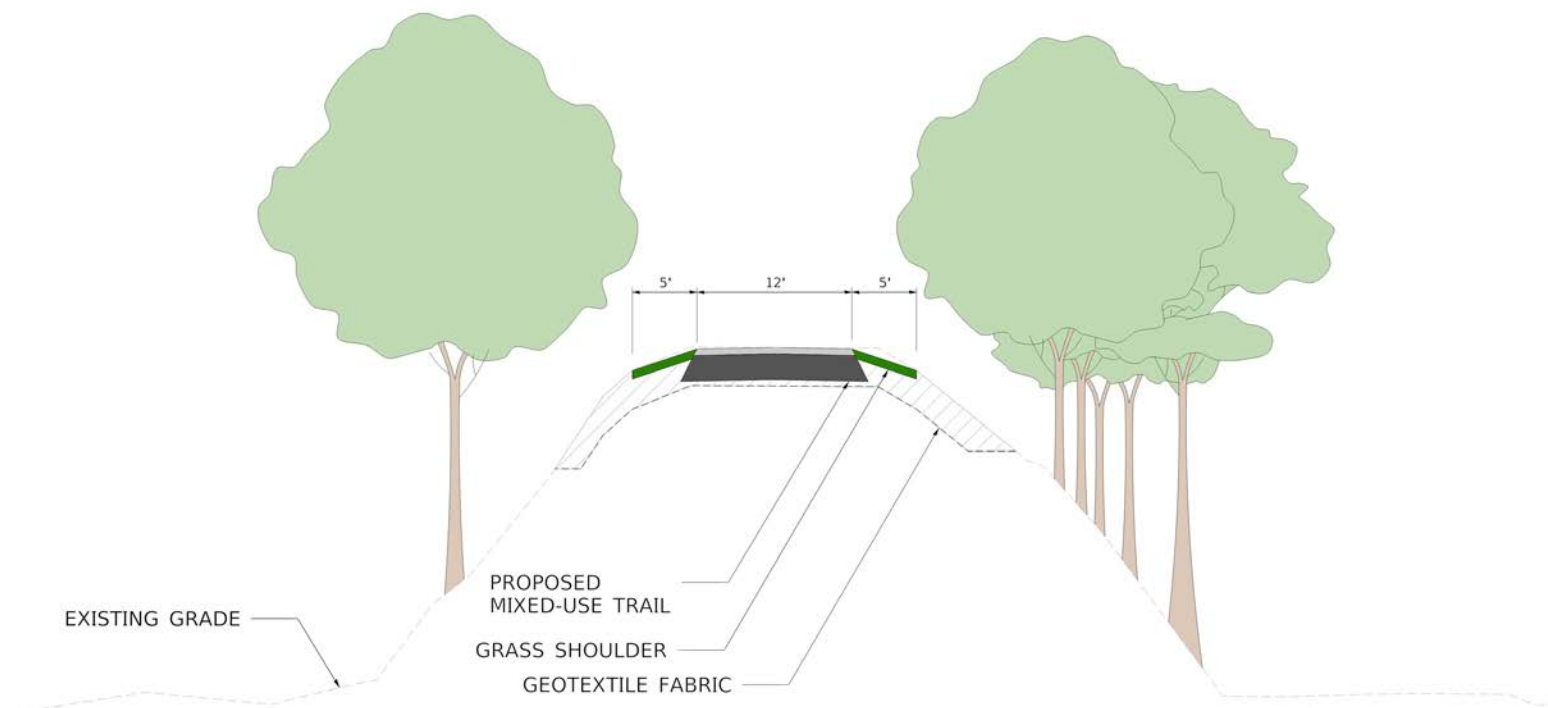 5' 12' 5'
PROPOSED
MIXED-USE TRAIL
EXISTING GRADE
GRASS SHOULDER
GEOTEXTILE FABRIC